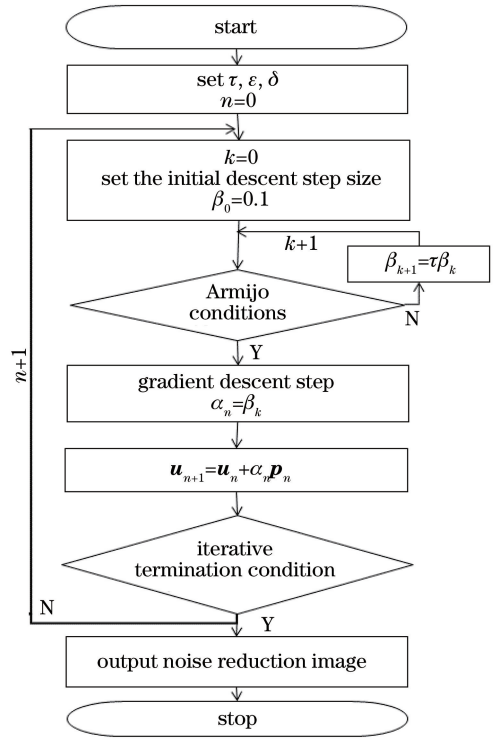 start
set τ, ε, δ
n=0
k=0
set the initial descent step size
β₀=0.1
k+1
βₖ₊₁=τβₖ
Armijo
conditions
N
Y
gradient descent step
αₙ=βₖ
n+1
uₙ₊₁=uₙ+αₙpₙ
iterative
termination condition
N
Y
output noise reduction image
stop